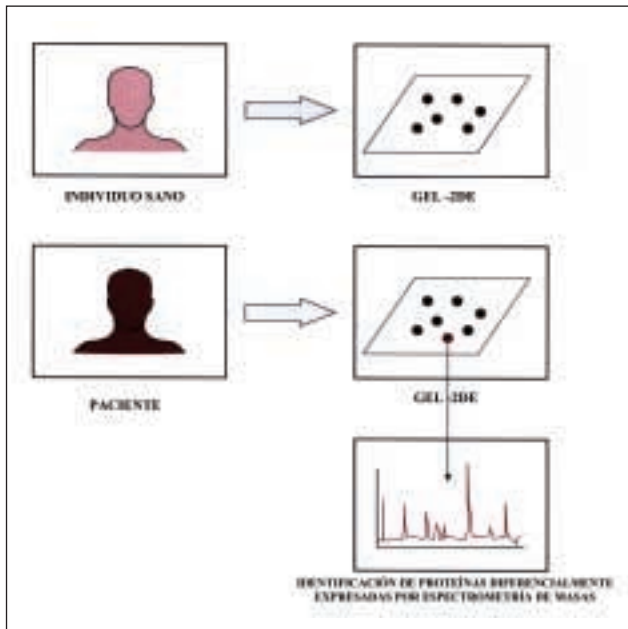 INDIVIDUO SANO
GEL -2DE
PACIENTE
GEL -2DE
IDENTIFICACIÓN DE PROTEÍNAS DIFERENCIALMENTE
EXPRESADAS POR ESPECTROMETRÍA DE MASAS